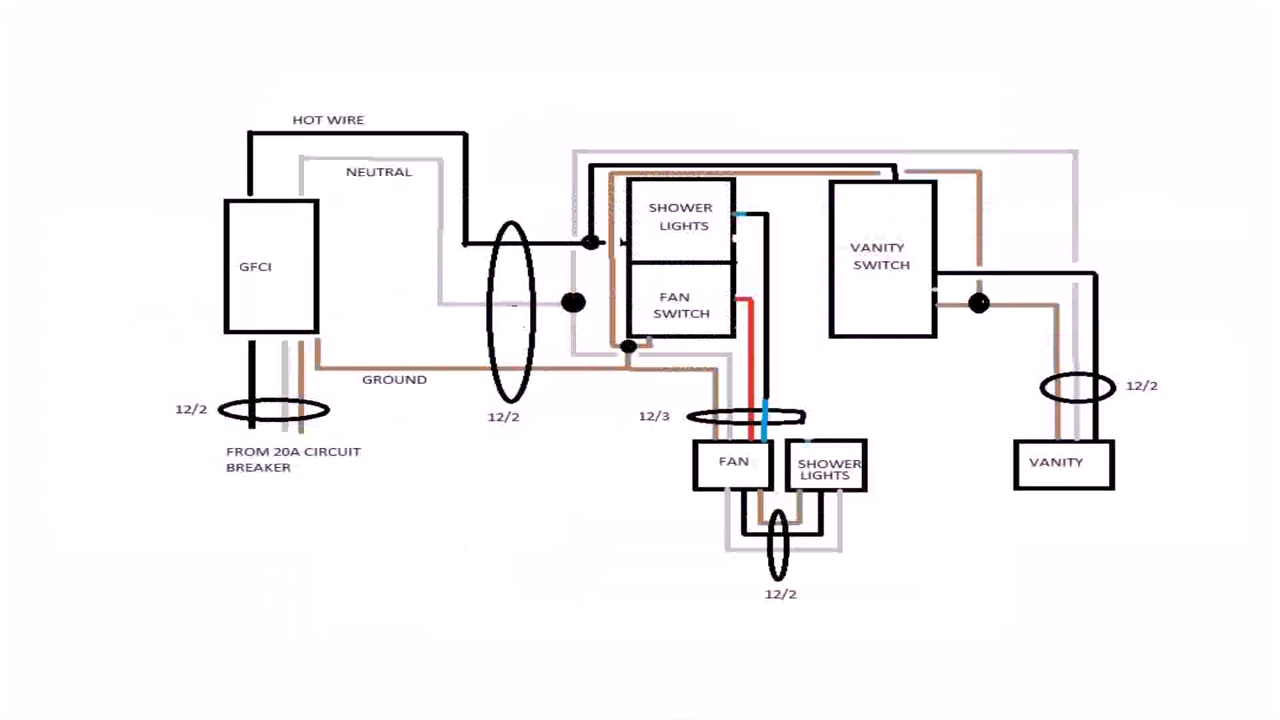 HOT WIRE
NEUTRAL
SHOWER
LIGHTS
GFCI
VANITY
SWITCH
FAN
SWITCH
GROUND
12/2
12/2
12/3
12/2
FROM 20A CIRCUIT
BREAKER
FAN
SHOWER
LIGHTS
VANITY
12/2